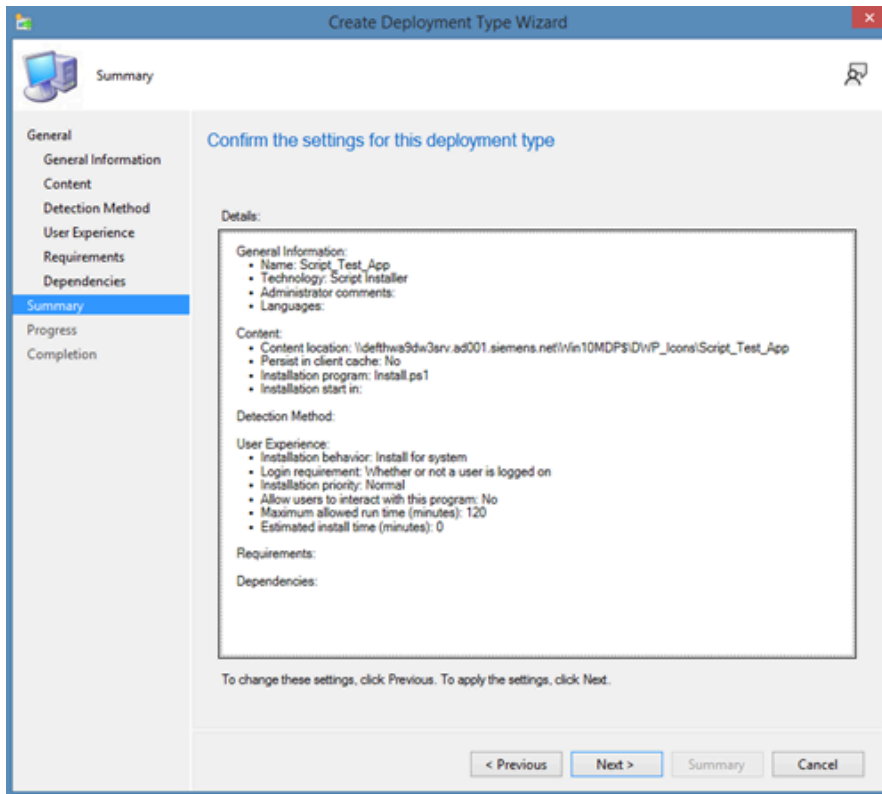 Create Deployment Type Wizard
Summary
General
General Information
Content
Detection Method
User Experience
Requirements
Dependencies
Summary
Progress
Completion
Confirm the settings for this deployment type
Details:
General Information:
• Name: Script_Test_App
• Technology: Script Installer
• Administrator comments:
• Languages:
Content:
• Content location: \\defthwa9dw3srv.ad001.siemens.net\Win10MDP$\DWP_Icons\Script_Test_App
• Persist in client cache: No
• Installation program: Install.ps1
• Installation start in:
Detection Method:
User Experience:
• Installation behavior: Install for system
• Login requirement: Whether or not a user is logged on
• Installation priority: Normal
• Allow users to interact with this program: No
• Maximum allowed run time (minutes): 120
• Estimated install time (minutes): 0
Requirements:
Dependencies:
To change these settings, click Previous. To apply the settings, click Next.
< Previous
Next >
Summary
Cancel